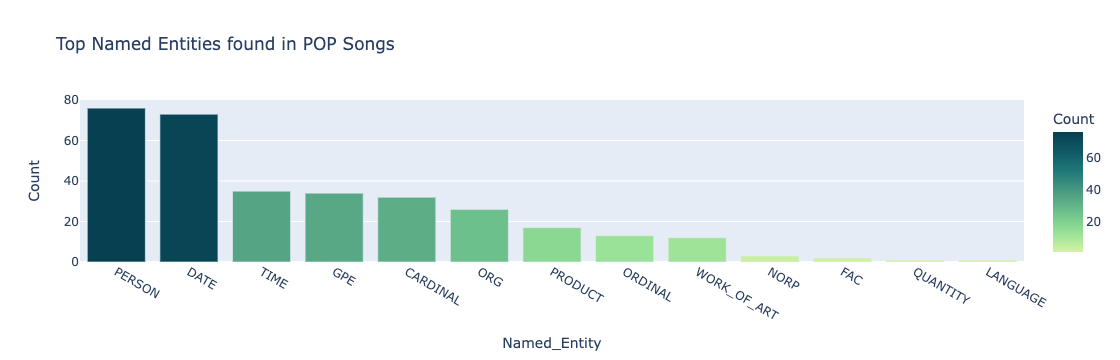 Top Named Entities found in POP Songs
Count
80
60
40
20
0
PERSON
DATE
TIME
GPE
CARDINAL
ORG
PRODUCT
ORDINAL
WORK_OF_ART
NORP
FAC
QUANTITY
LANGUAGE
Named_Entity
Count
60
40
20